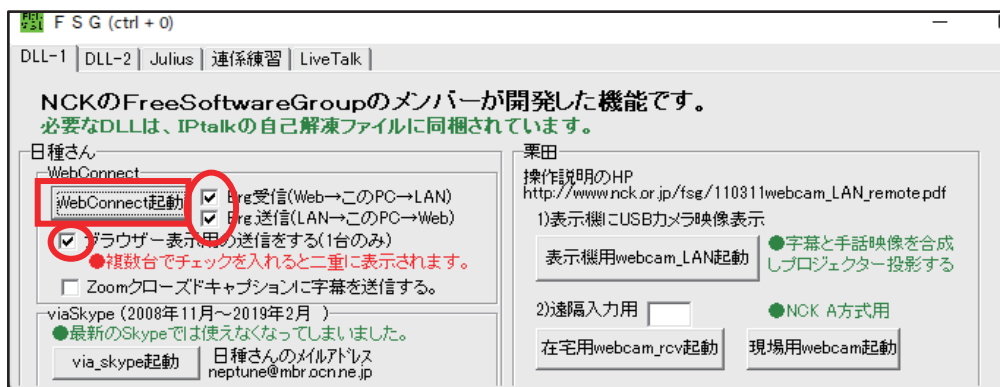 F S G (ctrl + 0)
DLL-1 DLL-2 Julius 連係練習 LiveTalk
NCKのFreeSoftwareGroupのメンバーが開発した機能です。
必要なDLLは、IPtalkの自己解凍ファイルに同梱されています。
日種さん
WebConnect
WebConnect起動
Brg受信(Web→このPC→LAN)
Brg送信(LAN→このPC→Web)
ブラウザー表示用の送信をする(1台のみ)
●複数台でチェックを入れると二重に表示されます。
Zoomクローズドキャプションに字幕を送信する。
viaSkype (2008年11月～2019年2月 )
●最新のSkypeでは使えなくなってしまいました。
via_skype起動
日種さんのメールアドレス
neptune@mbr.ocn.ne.jp
栗田
操作説明のHP
http://www.nck.or.jp/fsg/110311webcam_LAN_remote.pdf
1)表示機にUSBカメラ映像表示
表示機用webcam_LAN起動
●字幕と手話映像を合成
しプロジェクター投影する
2)遠隔入力用
●NCK A方式用
在宅用webcam_rcv起動
現場用webcam起動